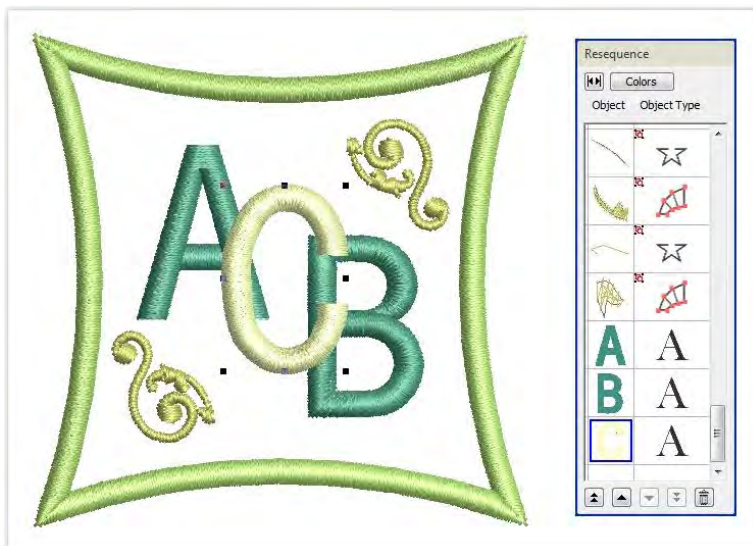 A
C
B
Resequence
Colors
Object Object Type
A A
B A
C A